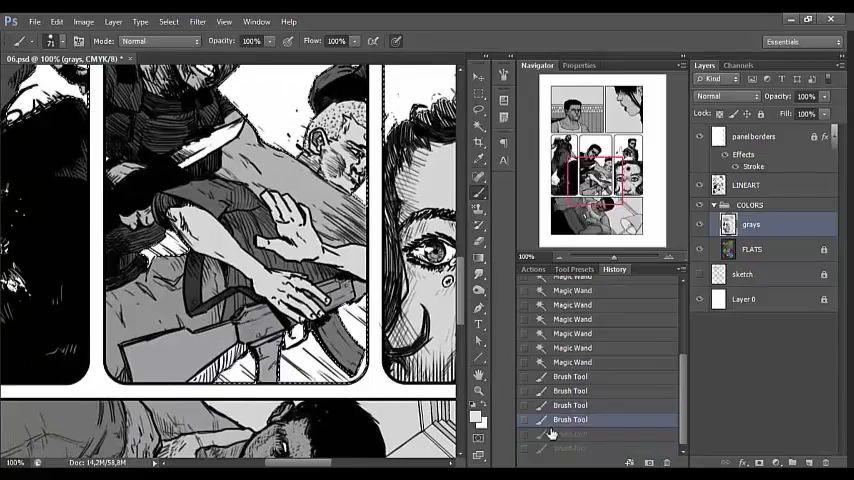 Ps File Edit Image Layer Type Select Filter View Window Help
71 Mode: Normal Opacity: 100% Flow: 100% Essentials
06.psd @ 100% (grays, CMYK/8) *
Navigator Properties
100%
Actions Tool Presets History
Magic Wand
Magic Wand
Magic Wand
Magic Wand
Magic Wand
Magic Wand
Magic Wand
Brush Tool
Brush Tool
Brush Tool
Brush Tool
Layers Channels
Kind
Normal Opacity: 100%
Lock: Fill: 100%
panel borders fx
Effects
Stroke
LINEART
COLORS
grays
FLATS
sketch
Layer 0
100% Doc: 14,2M/58,8M